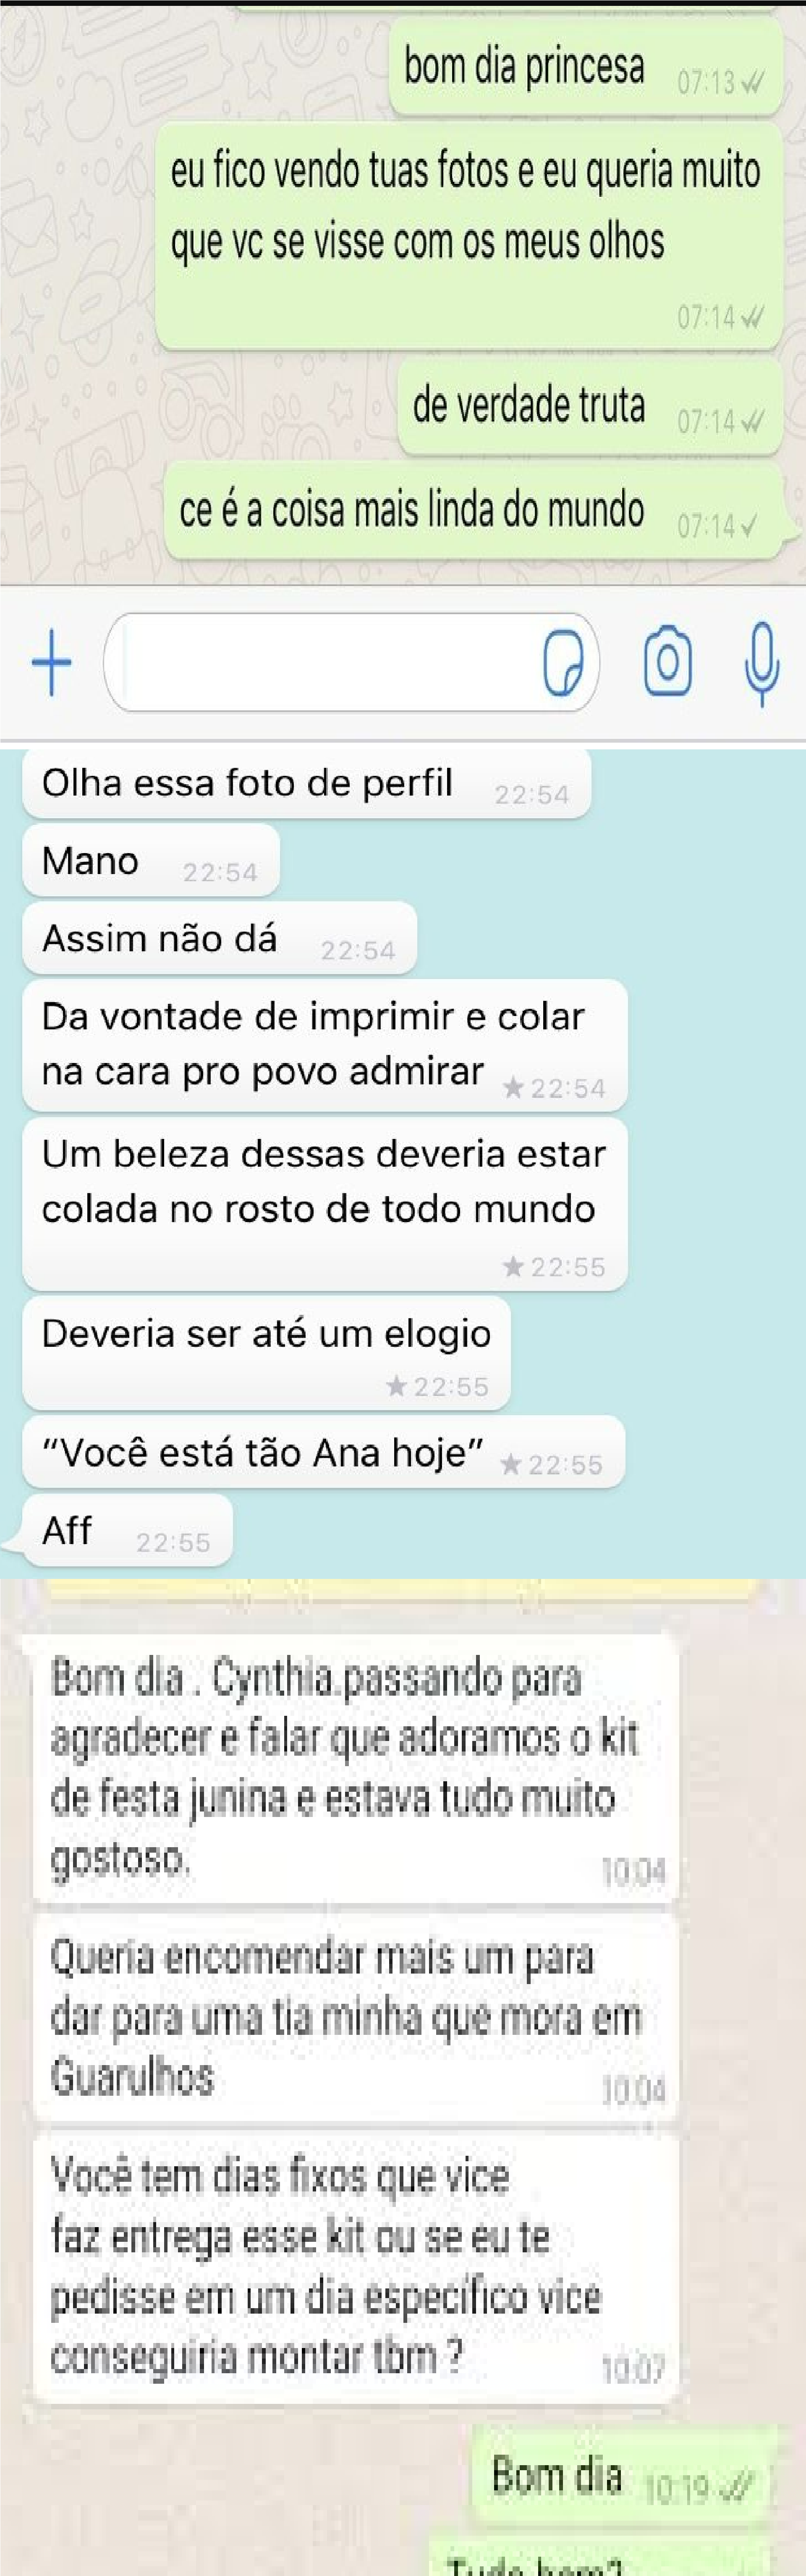 bom dia princesa 07:13
eu fico vendo tuas fotos e eu queria muito
que vc se visse com os meus olhos
07:14
de verdade truta 07:14
ce é a coisa mais linda do mundo 07:14
Olha essa foto de perfil 22:54
Mano 22:54
Assim não dá 22:54
Da vontade de imprimir e colar
na cara pro povo admirar ★ 22:54
Um beleza dessas deveria estar
colada no rosto de todo mundo
★ 22:55
Deveria ser até um elogio
★ 22:55
“Você está tão Ana hoje” ★ 22:55
Aff 22:55
Bom dia . Cynthia.passando para
agradecer e falar que adoramos o kit
de festa junina e estava tudo muito
gostoso. 10:04
Queria encomendar mais um para
dar para uma tia minha que mora em
Guarulhos 10:04
Você tem dias fixos que vice
faz entrega esse kit ou se eu te
pedisse em um dia específico vice
conseguiria montar tbm ? 10:07
Bom dia 10:19
Tudo bem?